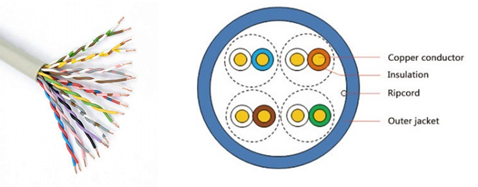 Copper conductor
Insulation
Ripcord
Outer jacket